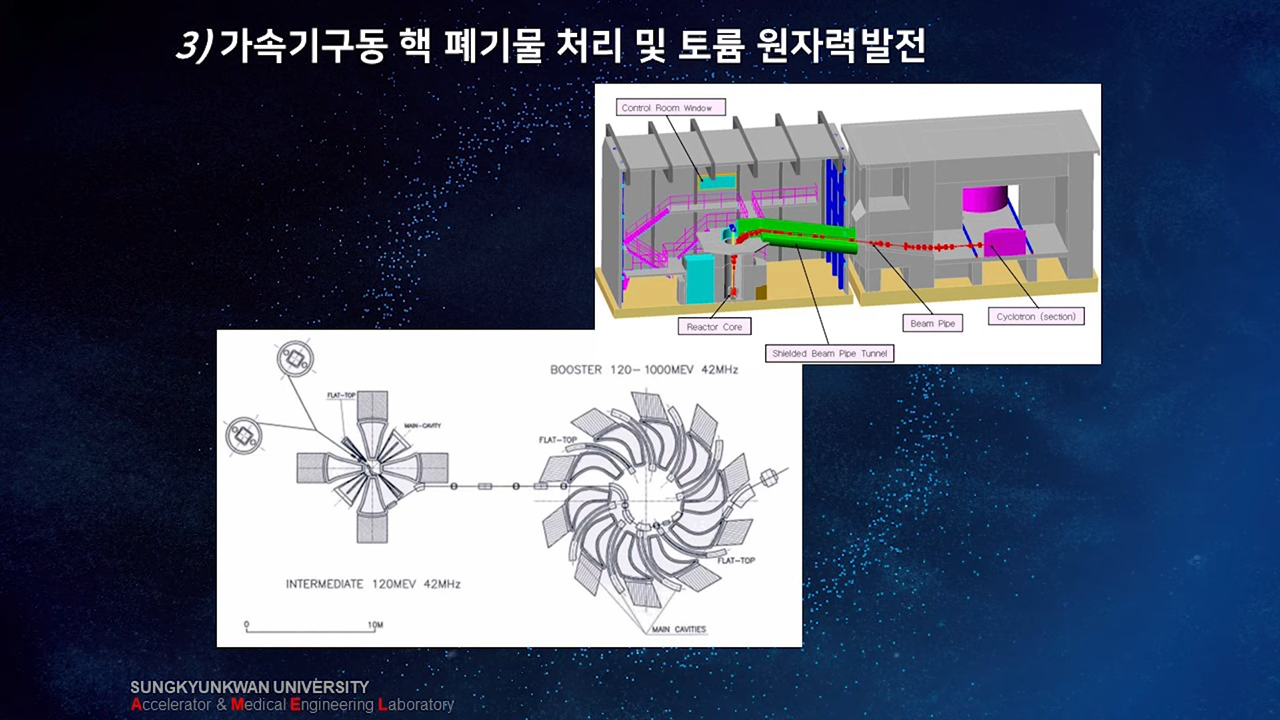 3) 가속기구동 핵 폐기물 처리 및 토륨 원자력발전
Control Room Window
Reactor Core
Beam Pipe
Cyclotron (section)
Shielded Beam Pipe Tunnel
BOOSTER 120-1000MEV 42MHz
FLAT-TOP
MAIN-CAVITY
FLAT-TOP
FLAT-TOP
INTERMEDIATE 120MEV 42MHz
0 10M
MAIN CAVITIES
SUNGKYUNKWAN UNIVERSITY
Accelerator & Medical Engineering Laboratory